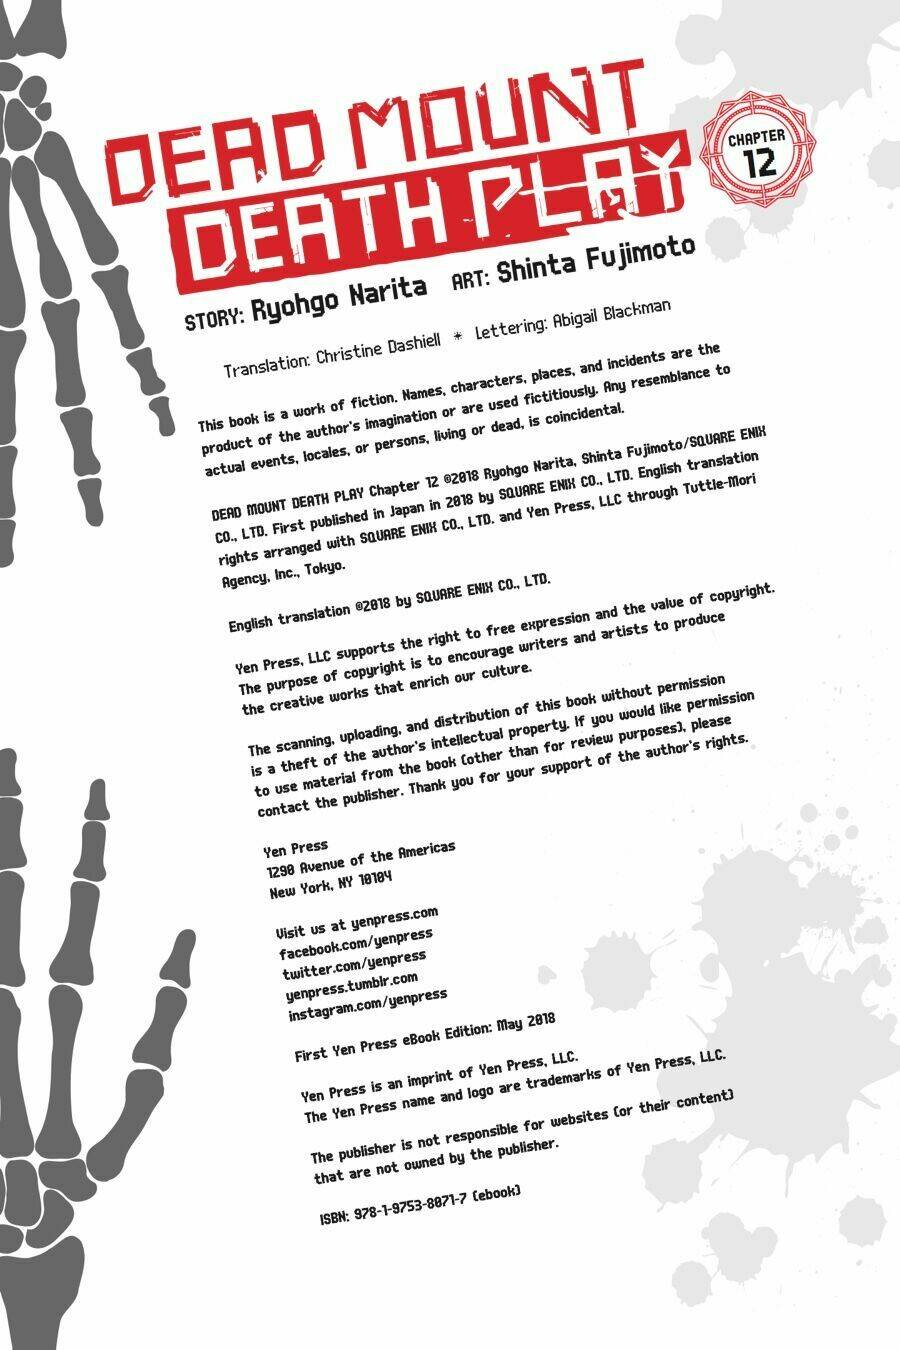 DEAD MOUNT
DEATH PLAY
CHAPTER
12
STORY: Ryohgo Narita ART: Shinta Fujimoto
Translation: Christine Dashiell * Lettering: Abigail Blackman
This book is a work of fiction. Names, characters, places, and incidents are the
product of the author's imagination or are used fictitiously. Any resemblance to
actual events, locales, or persons, living or dead, is coincidental.
DEAD MOUNT DEATH PLAY Chapter 12 ©2018 Ryohgo Narita, Shinta Fujimoto/SQUARE ENIX
CO., LTD. First published in Japan in 2018 by SQUARE ENIX CO., LTD. English translation
rights arranged with SQUARE ENIX CO., LTD. and Yen Press, LLC through Tuttle-Mori
Agency, Inc., Tokyo.
English translation ©2018 by SQUARE ENIX CO., LTD.
Yen Press, LLC supports the right to free expression and the value of copyright.
The purpose of copyright is to encourage writers and artists to produce
the creative works that enrich our culture.
The scanning, uploading, and distribution of this book without permission
is a theft of the author's intellectual property. If you would like permission
to use material from the book (other than for review purposes), please
contact the publisher. Thank you for your support of the author's rights.
Yen Press
1290 Avenue of the Americas
New York, NY 10104
Visit us at yenpress.com
facebook.com/yenpress
twitter.com/yenpress
yenpress.tumblr.com
instagram.com/yenpress
First Yen Press eBook Edition: May 2018
Yen Press is an imprint of Yen Press, LLC.
The Yen Press name and logo are trademarks of Yen Press, LLC.
The publisher is not responsible for websites (or their content)
that are not owned by the publisher.
ISBN: 978-1-9753-8071-7 (ebook)